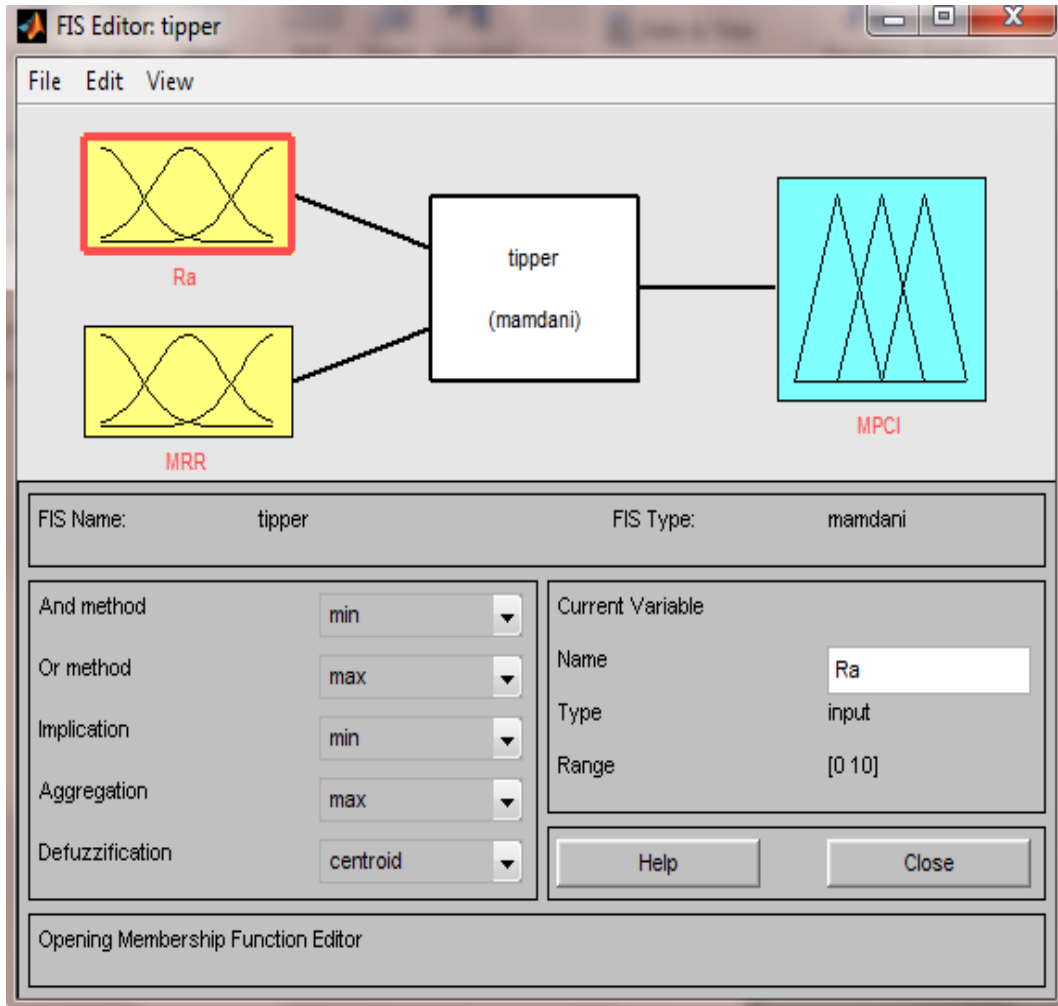 FIS Editor: tipper
File Edit View
Ra
MRR
tipper
(mamdani)
MPCI
FIS Name: tipper FIS Type: mamdani
And method min
Or method max
Implication min
Aggregation max
Defuzzification centroid
Current Variable
Name Ra
Type input
Range [0 10]
Help Close
Opening Membership Function Editor